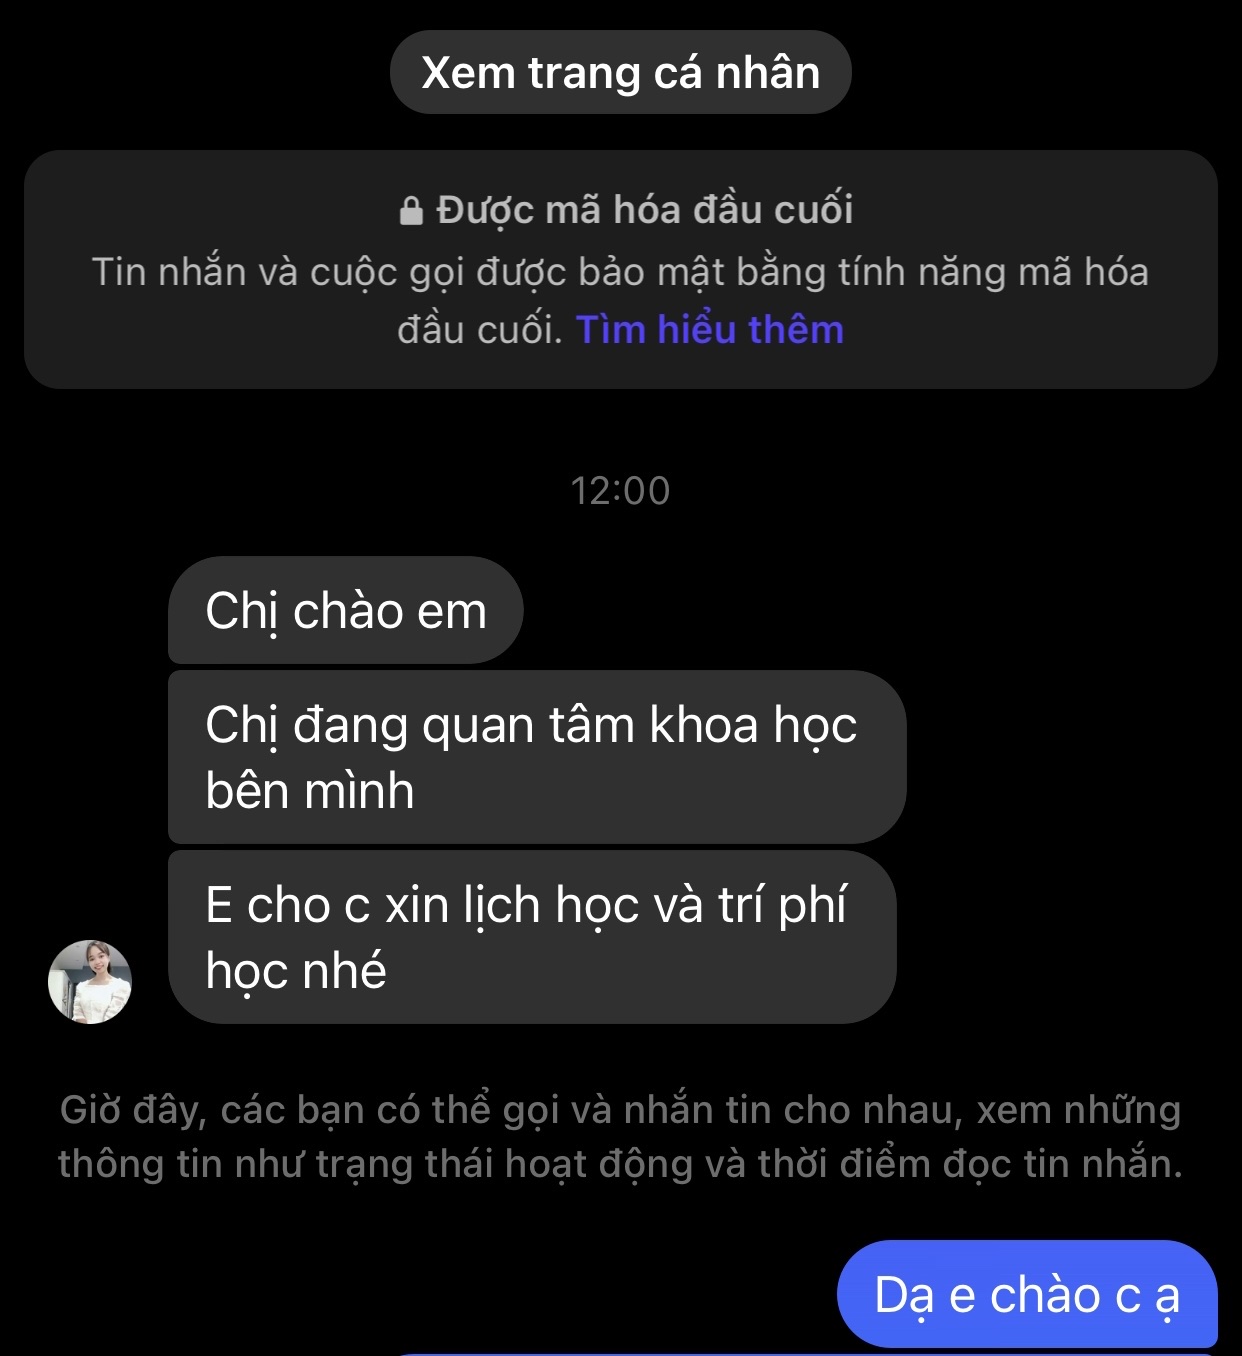 Xem trang cá nhân
Được mã hóa đầu cuối
Tin nhắn và cuộc gọi được bảo mật bằng tính năng mã hóa
đầu cuối. Tìm hiểu thêm
12:00
Chị chào em
Chị đang quan tâm khoa học
bên mình
E cho c xin lịch học và trí phí
học nhé
Giờ đây, các bạn có thể gọi và nhắn tin cho nhau, xem những
thông tin như trạng thái hoạt động và thời điểm đọc tin nhắn.
Dạ e chào c ạ